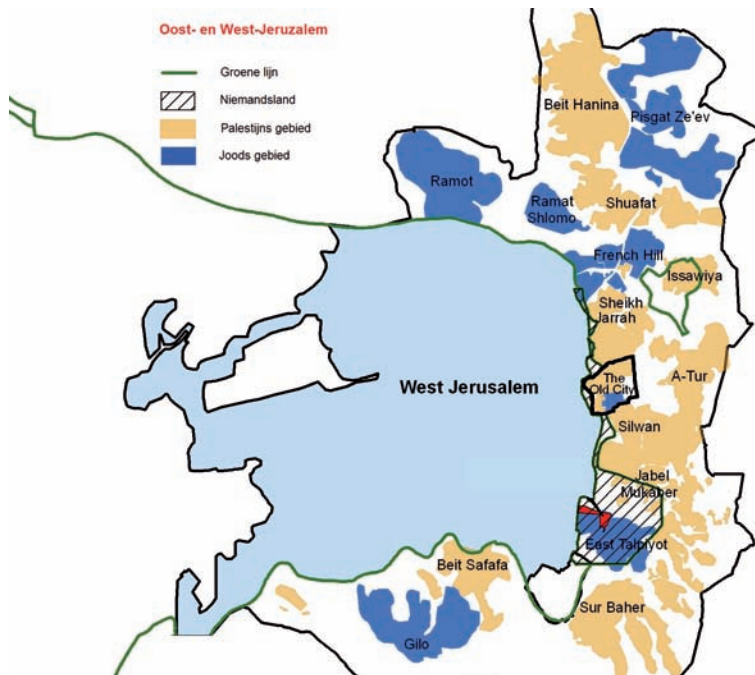 Oost- en West-Jeruzalem
Groene lijn
Niemandsland
Palestijns gebied
Joods gebied
Beit Hanina
Pisgat Ze'ev
Ramot
Ramat
Shlomo
Shuafat
French Hill
Issawiya
Sheikh
Jarrah
West Jerusalem
The
Old City
A-Tur
Silwan
Jabel
Mukaber
East Talpiyot
Beit Safafa
Sur Baher
Gilo